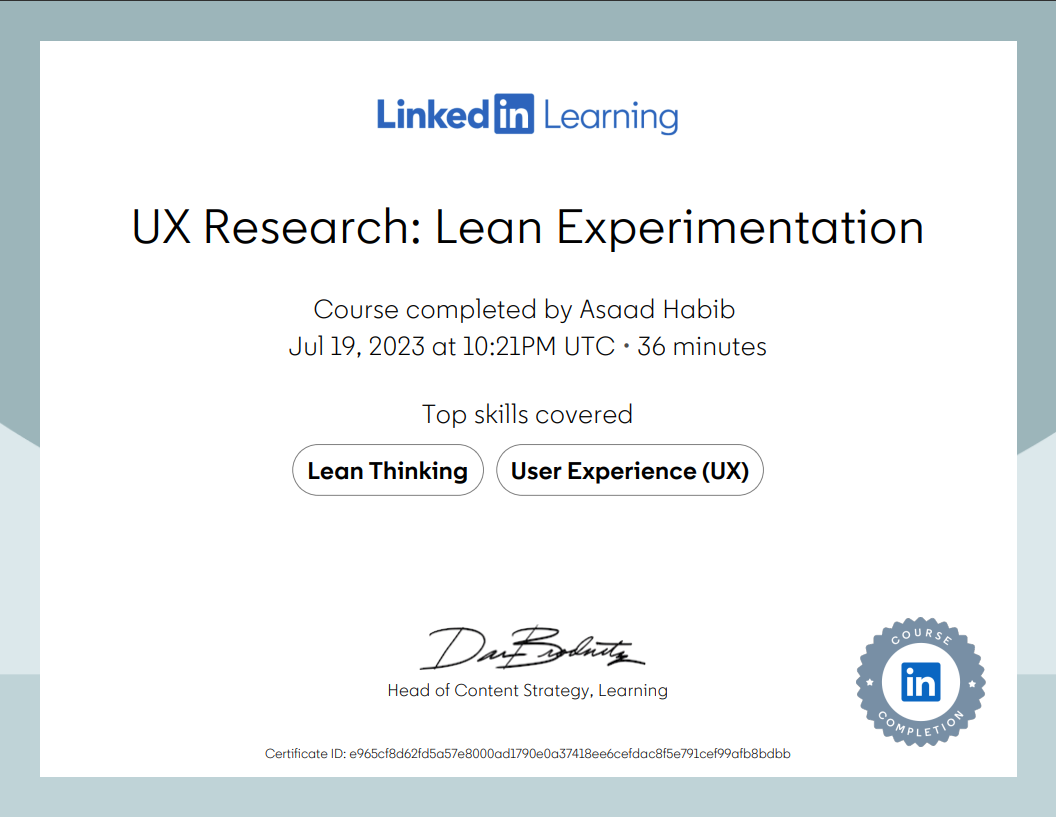 Linked in Learning
UX Research: Lean Experimentation
Course completed by Asaad Habib
Jul 19, 2023 at 10:21PM UTC • 36 minutes
Top skills covered
Lean Thinking
User Experience (UX)
Dan Brodnitz
Head of Content Strategy, Learning
COURSE
in
COMPLETION
Certificate ID: e965cf8d62fd5a57e8000ad1790e0a37418ee6cefdac8f5e791cef99afb8bdbb